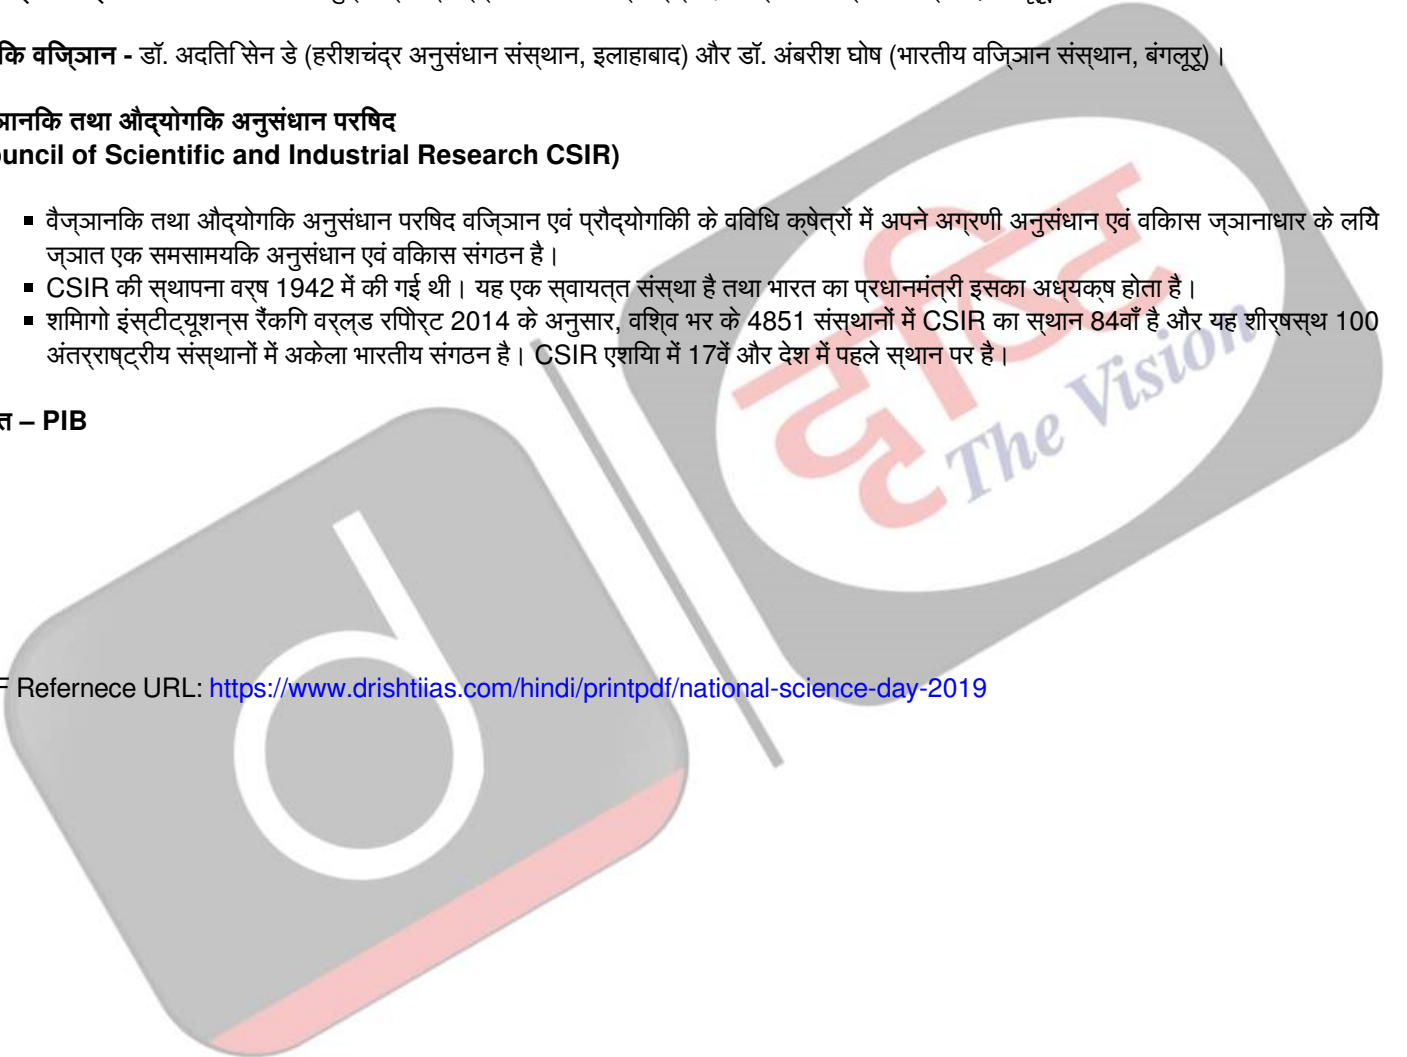 कि विज्ञान - डॉ. अदिति सेन डे (हरीशचंद्र अनुसंधान संस्थान, इलाहाबाद) और डॉ. अंबरीश घोष (भारतीय विज्ञान संस्थान, बंगलूरू)।
ज्ञानिक तथा औद्योगिक अनुसंधान परिषद
ouncil of Scientific and Industrial Research CSIR)
▪ वैज्ञानिक तथा औद्योगिक अनुसंधान परिषद विज्ञान एवं प्रौद्योगिकी के विविध क्षेत्रों में अपने अग्रणी अनुसंधान एवं विकास ज्ञानाधार के लिये
ज्ञात एक समसामयिक अनुसंधान एवं विकास संगठन है।
▪ CSIR की स्थापना वर्ष 1942 में की गई थी। यह एक स्वायत्त संस्था है तथा भारत का प्रधानमंत्री इसका अध्यक्ष होता है।
▪ शिमागो इंस्टीट्यूशन्स रैंकिंग वर्ल्ड रिपोर्ट 2014 के अनुसार, विश्व भर के 4851 संस्थानों में CSIR का स्थान 84वाँ है और यह शीर्षस्थ 100
अंतर्राष्ट्रीय संस्थानों में अकेला भारतीय संगठन है। CSIR एशिया में 17वें और देश में पहले स्थान पर है।
त – PIB
दृष्टि
The Vision
F Refernece URL: https://www.drishtiias.com/hindi/printpdf/national-science-day-2019